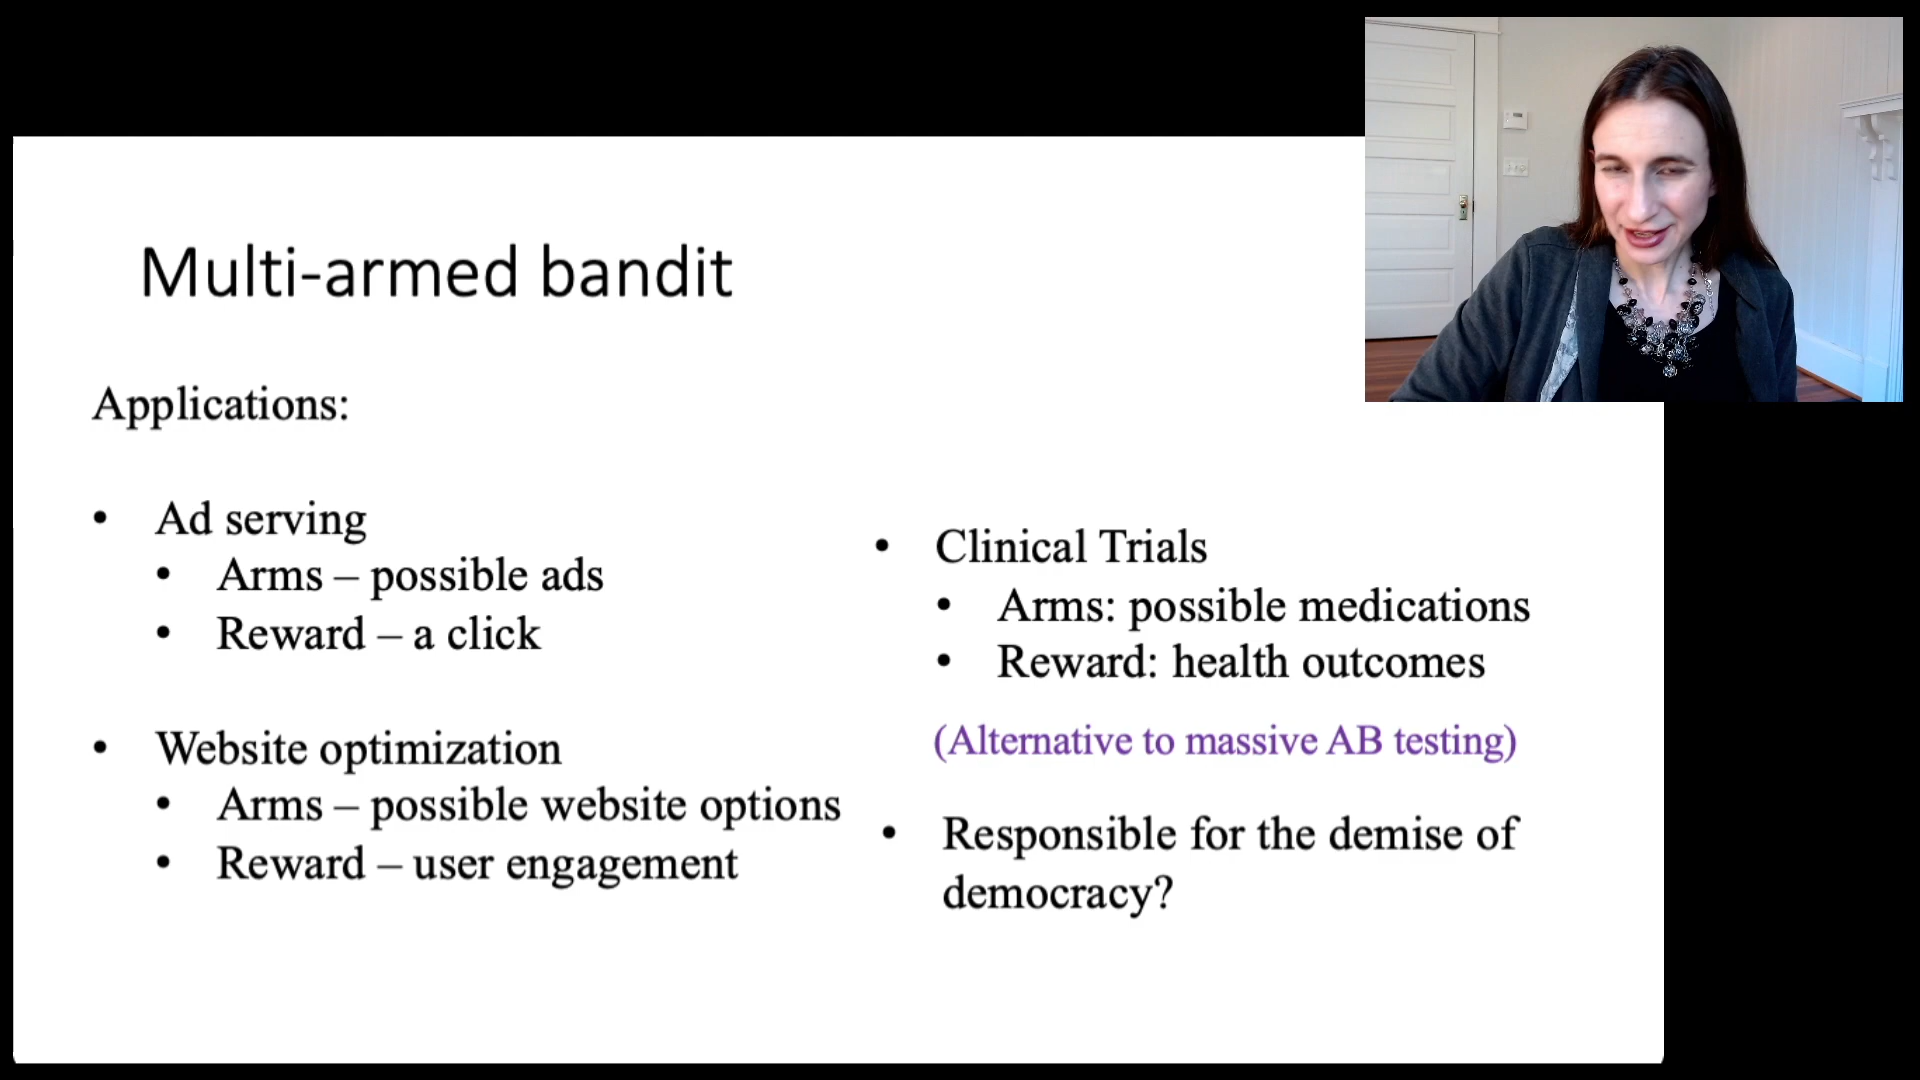 Multi-armed bandit
Applications:
• Ad serving
• Arms – possible ads
• Reward – a click
• Website optimization
• Arms – possible website options
• Reward – user engagement
• Clinical Trials
• Arms: possible medications
• Reward: health outcomes
(Alternative to massive AB testing)
• Responsible for the demise of
democracy?